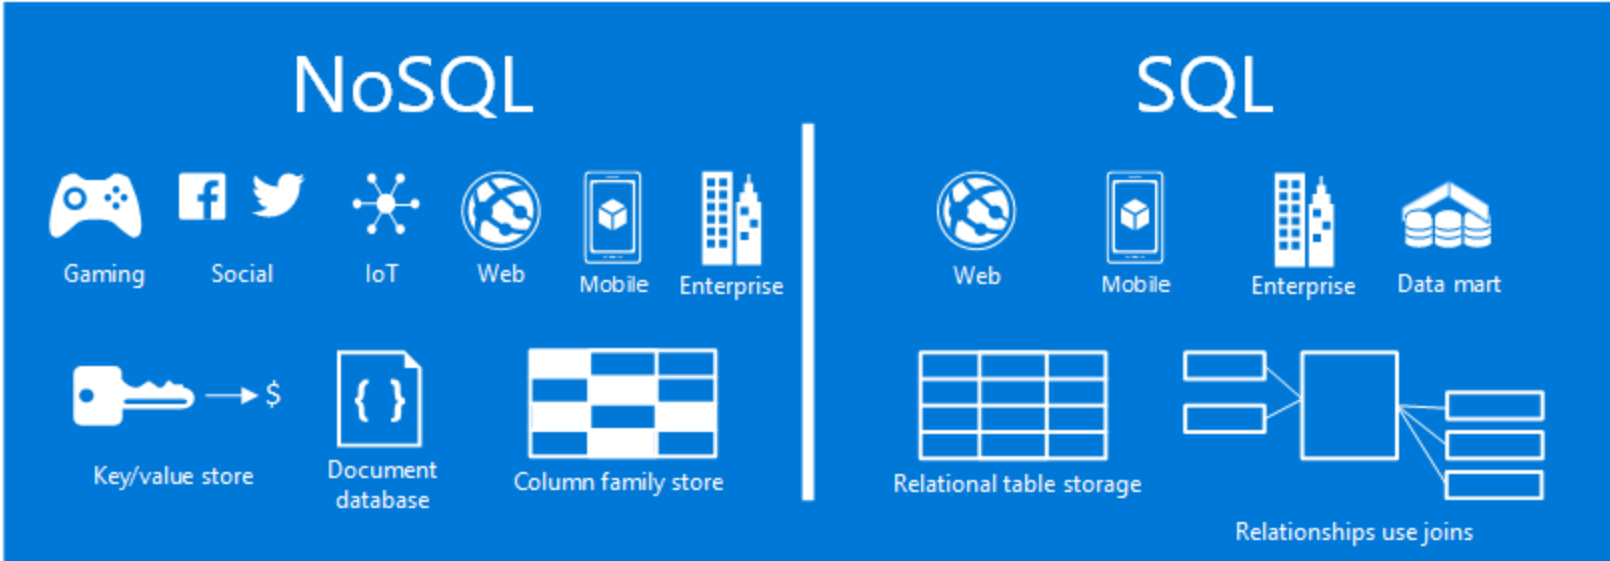 NoSQL
Gaming
Social
IoT
Web
Mobile
Enterprise
$
{ }
Key/value store
Document
database
Column family store
SQL
Web
Mobile
Enterprise
Data mart
Relational table storage
Relationships use joins